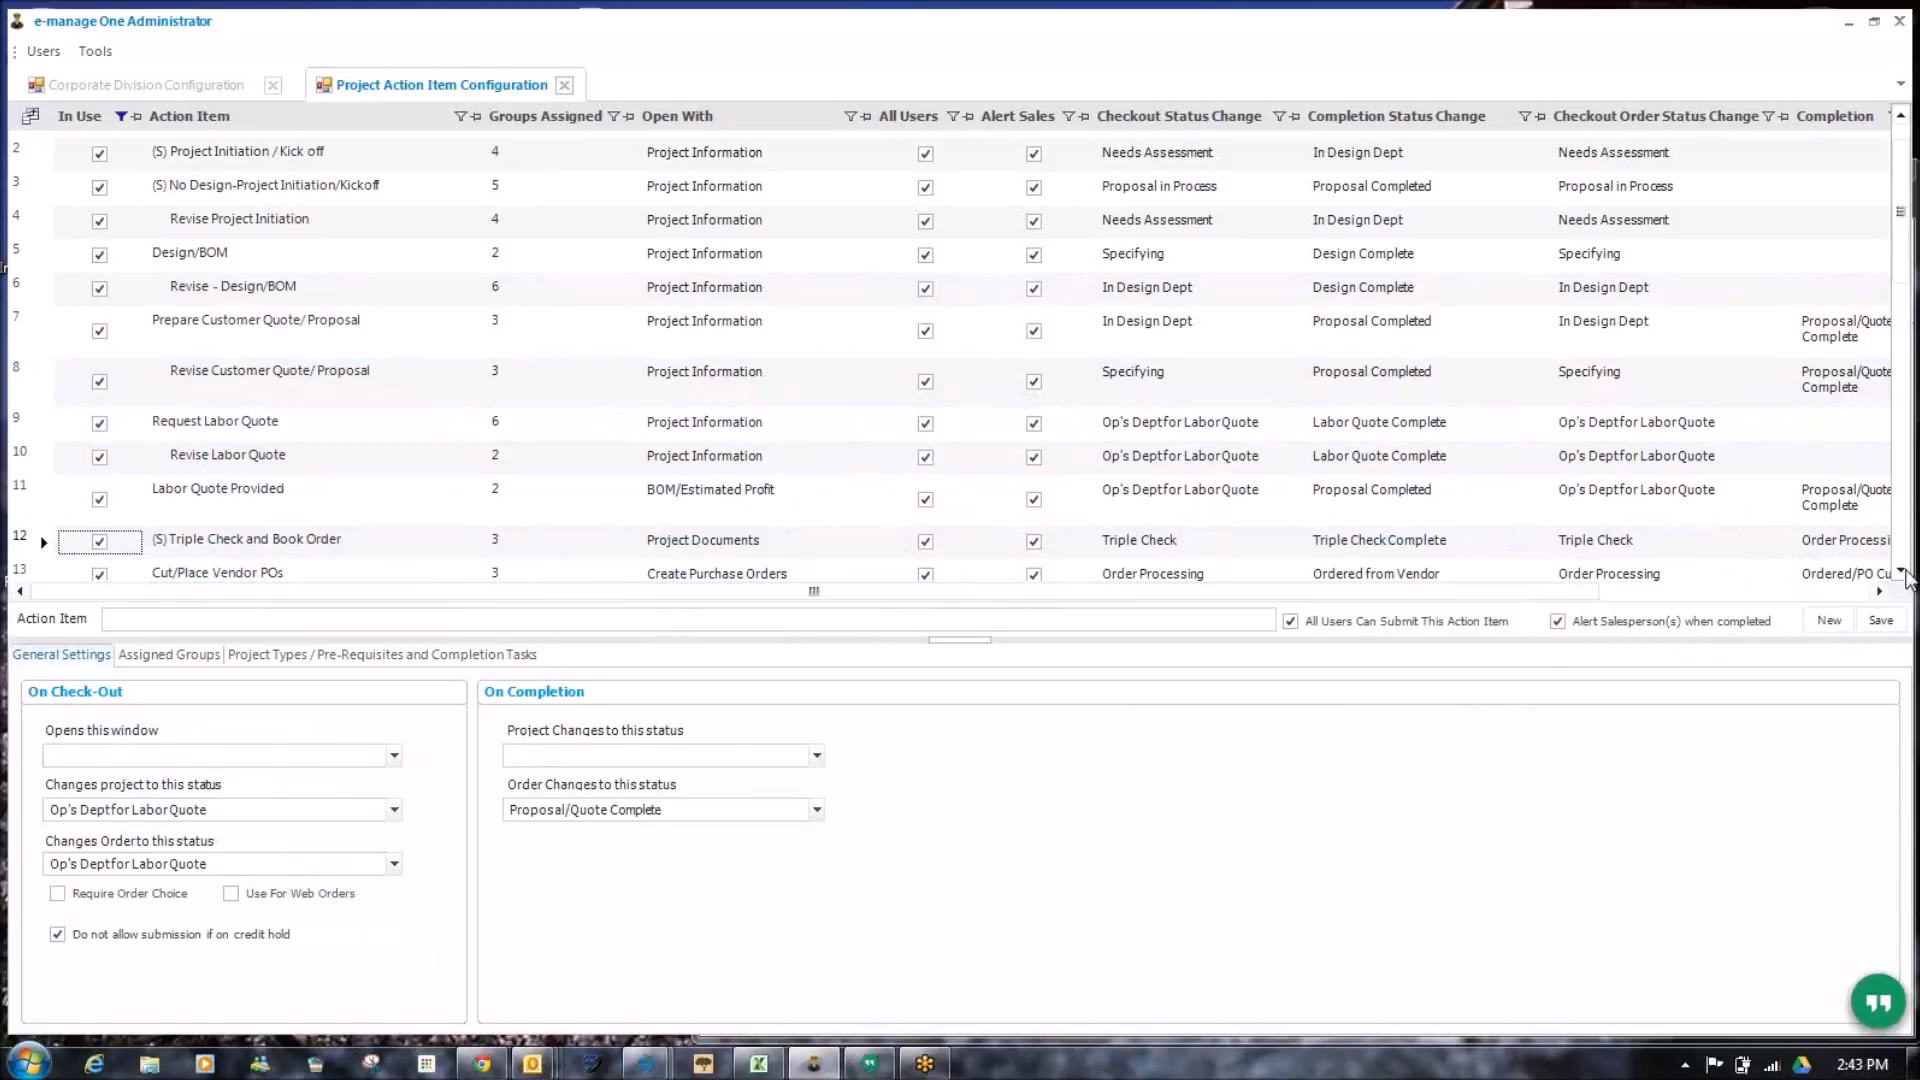 e-manage One Administrator
Users Tools
Corporate Division Configuration Project Action Item Configuration
In Use Action Item Groups Assigned Open With All Users Alert Sales Checkout Status Change Completion Status Change Checkout Order Status Change Completion
2 (S) Project Initiation / Kick off 4 Project Information Needs Assessment In Design Dept Needs Assessment
3 (S) No Design-Project Initiation/Kickoff 5 Project Information Proposal in Process Proposal Completed Proposal in Process
4 Revise Project Initiation 4 Project Information Needs Assessment In Design Dept Needs Assessment
5 Design/BOM 2 Project Information Specifying Design Complete Specifying
6 Revise - Design/BOM 6 Project Information In Design Dept Design Complete In Design Dept
7 Prepare Customer Quote/ Proposal 3 Project Information In Design Dept Proposal Completed In Design Dept Proposal/Quote
Complete
8 Revise Customer Quote/ Proposal 3 Project Information Specifying Proposal Completed Specifying Proposal/Quote
Complete
9 Request Labor Quote 6 Project Information Op's Dept for Labor Quote Labor Quote Complete Op's Dept for Labor Quote
10 Revise Labor Quote 2 Project Information Op's Dept for Labor Quote Labor Quote Complete Op's Dept for Labor Quote
11 Labor Quote Provided 2 BOM/Estimated Profit Op's Dept for Labor Quote Proposal Completed Op's Dept for Labor Quote Proposal/Quote
Complete
12 (S) Triple Check and Book Order 3 Project Documents Triple Check Triple Check Complete Triple Check Order Processi
13 Cut/Place Vendor POs 3 Create Purchase Orders Order Processing Ordered from Vendor Order Processing Ordered/PO Cu
Action Item All Users Can Submit This Action Item Alert Salesperson(s) when completed New Save
General Settings Assigned Groups Project Types / Pre-Requisites and Completion Tasks
On Check-Out On Completion
Opens this window Project Changes to this status
Changes project to this status Order Changes to this status
Op's Dept for Labor Quote Proposal/Quote Complete
Changes Order to this status
Op's Dept for Labor Quote
Require Order Choice Use For Web Orders
Do not allow submission if on credit hold
2:43 PM